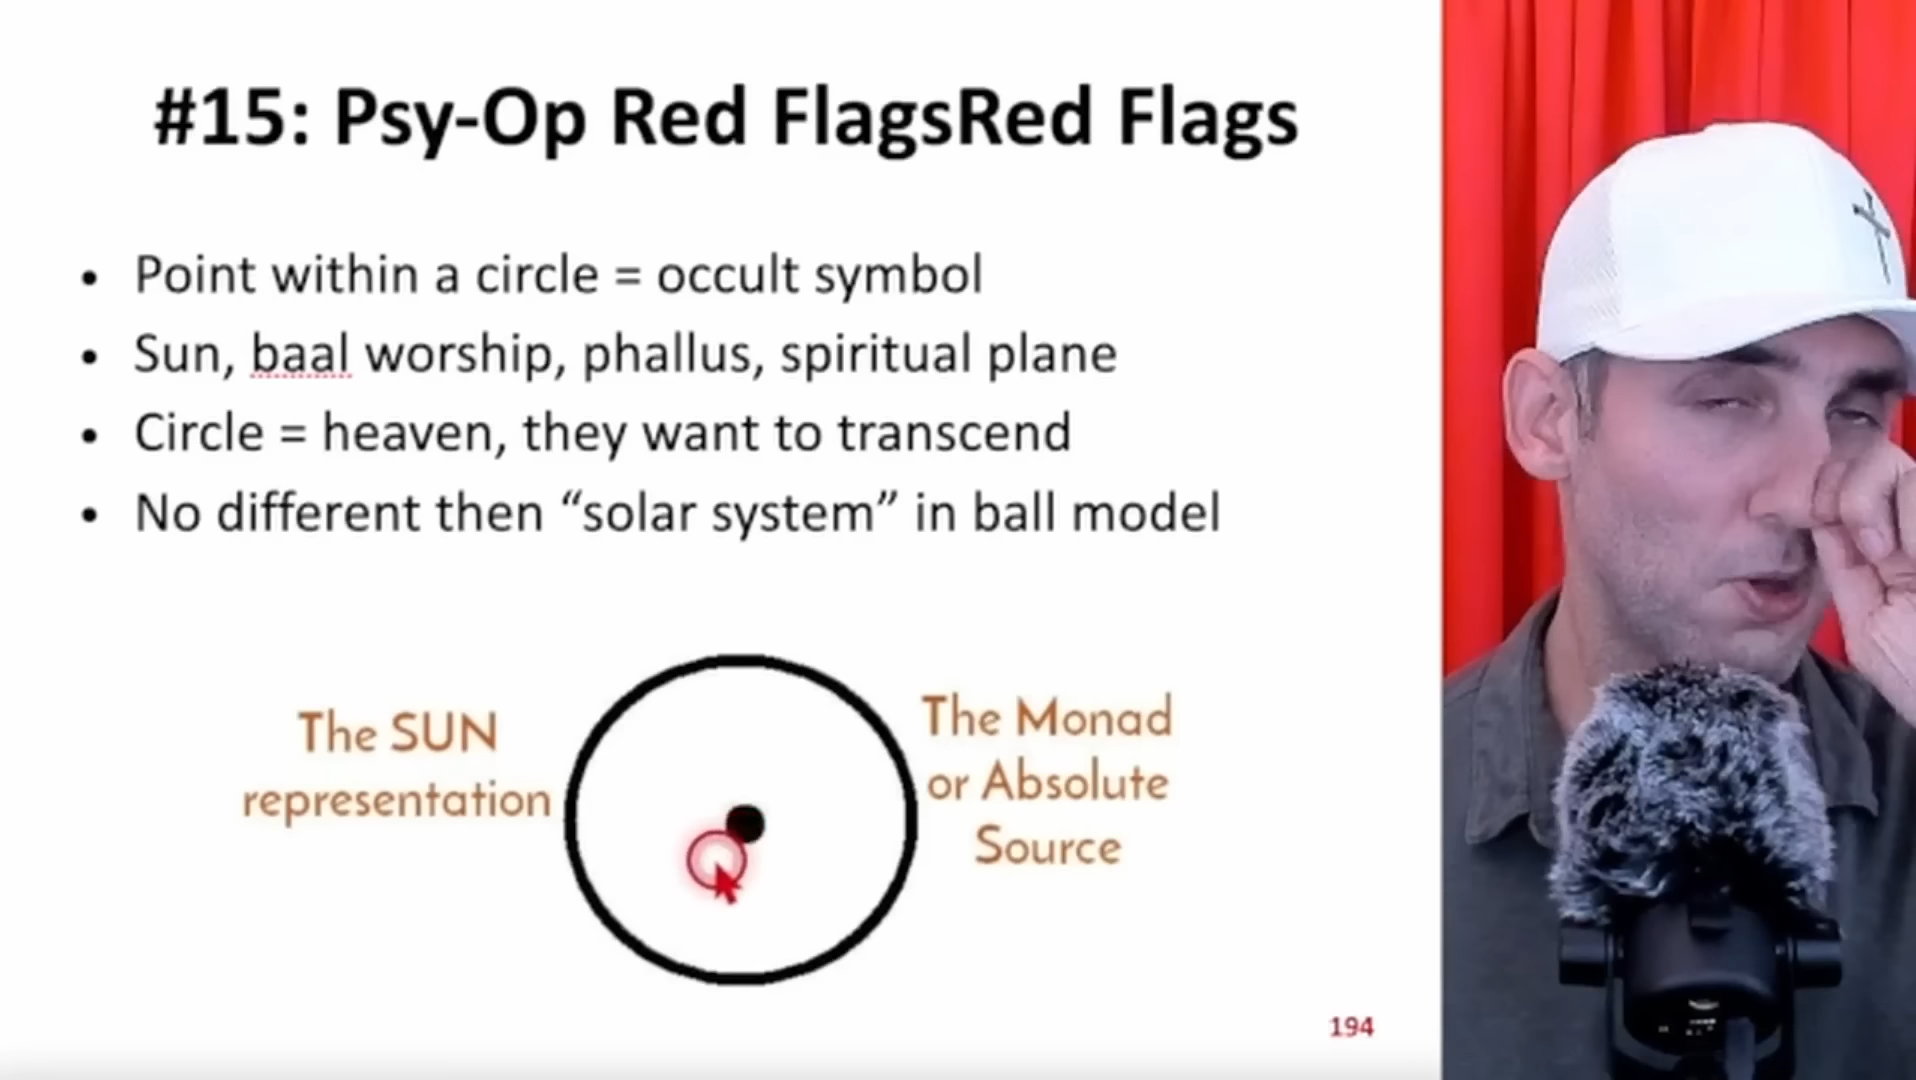 #15: Psy-Op Red FlagsRed Flags
• Point within a circle = occult symbol
• Sun, baal worship, phallus, spiritual plane
• Circle = heaven, they want to transcend
• No different then “solar system” in ball model
The SUN
representation
The Monad
or Absolute
Source
194